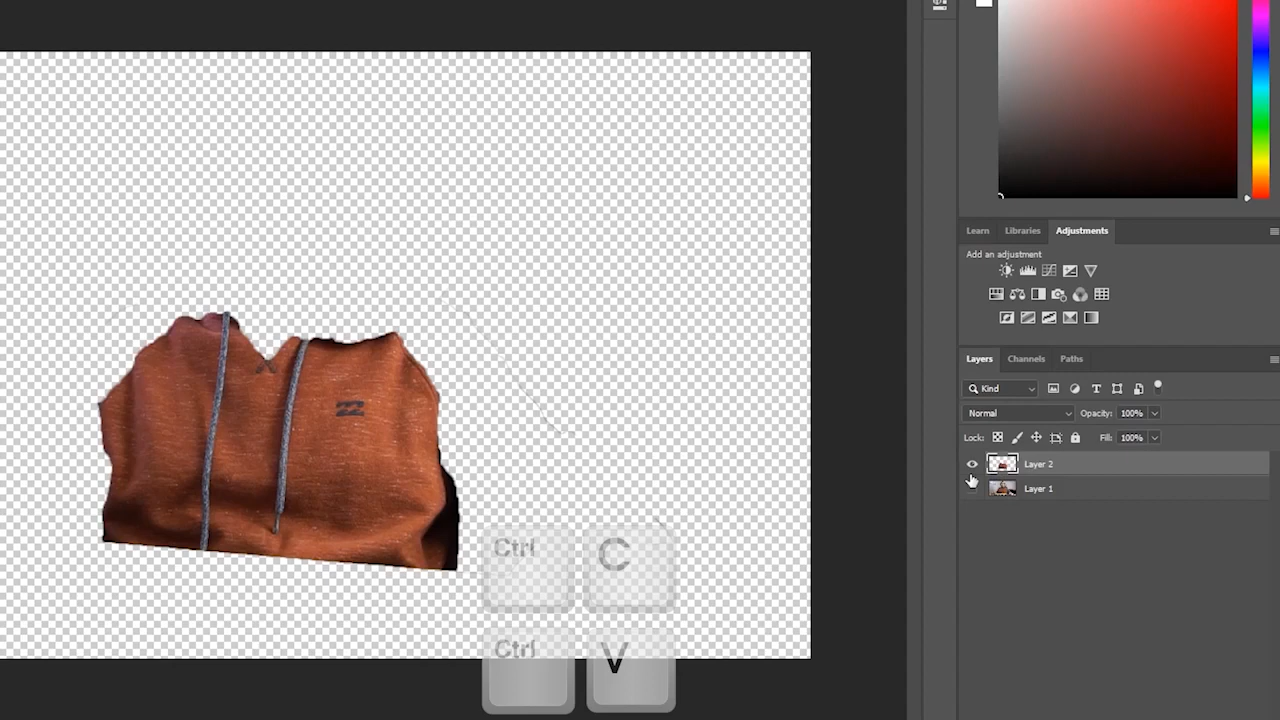 Learn Libraries Adjustments
Add an adjustment
Layers Channels Paths
Kind
Normal Opacity: 100%
Lock: Fill: 100%
Layer 2
Layer 1
Ctrl C
Ctrl V